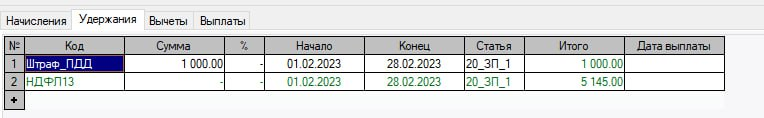 Начисления Удержания Вычеты Выплаты
№ Код Сумма % Начало Конец Статья Итого Дата выплаты
1 Штраф_ПДД 1 000.00 - 01.02.2023 28.02.2023 20_ЗП_1 1 000.00
2 НДФЛ13 - - 01.02.2023 28.02.2023 20_ЗП_1 5 145.00
+